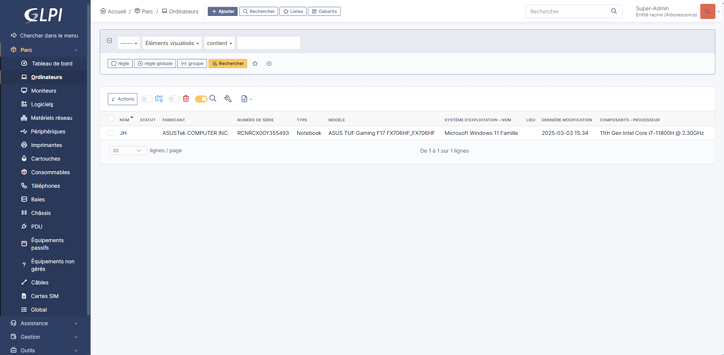 GLPI
Chercher dans le menu
Parc
Tableau de bord
Ordinateurs
Moniteurs
Logiciels
Matériels réseau
Périphériques
Imprimantes
Cartouches
Consommables
Téléphones
Baies
Châssis
PDU
Équipements passifs
Équipements non gérés
Câbles
Cartes SIM
Global
Assistance
Gestion
Outils
Accueil / Parc / Ordinateurs
+ Ajouter Rechercher Listes Gabarits
Rechercher
Super-Admin
Entité racine (Arborescence)
----- Éléments visualisés contient
règle règle globale groupe Rechercher
Actions
NOM STATUT FABRICANT NUMÉRO DE SÉRIE TYPE MODÈLE SYSTÈME D'EXPLOITATION - NOM LIEU DERNIÈRE MODIFICATION COMPOSANTS - PROCESSEUR
JH ASUSTek COMPUTER INC. RCNRCX00Y355493 Notebook ASUS TUF Gaming F17 FX706HF_FX706HF Microsoft Windows 11 Famille 2025-03-03 15:34 11th Gen Intel Core i7-11800H @ 2.30GHz
20 lignes / page De 1 à 1 sur 1 lignes